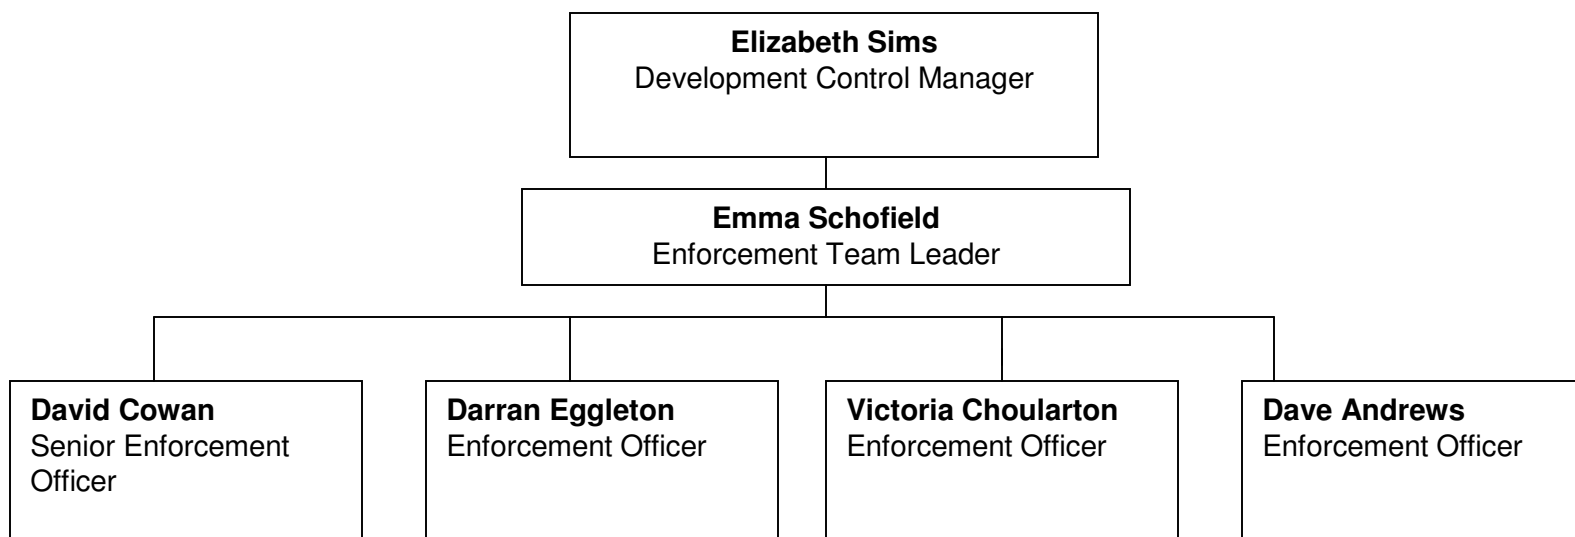 Elizabeth Sims
Development Control Manager
Emma Schofield
Enforcement Team Leader
David Cowan
Senior Enforcement
Officer
Darran Eggleton
Enforcement Officer
Victoria Choularton
Enforcement Officer
Dave Andrews
Enforcement Officer